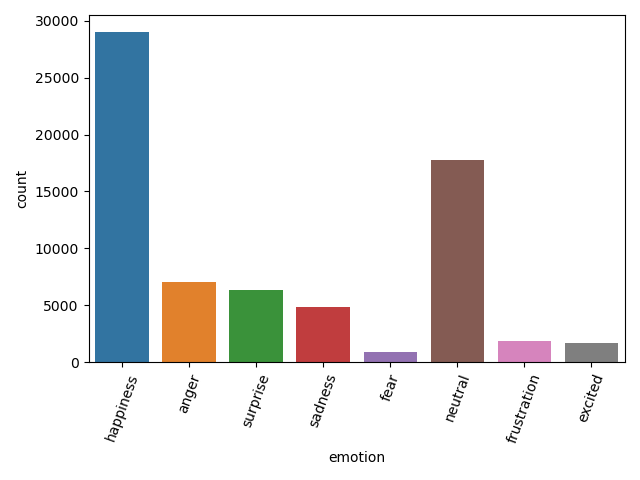 30000
25000
20000
15000
10000
5000
0
count
happiness
anger
surprise
sadness
fear
neutral
frustration
excited
emotion